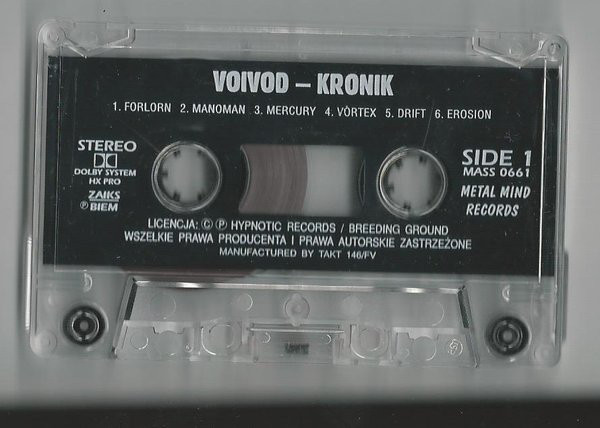 VOIVOD – KRONIK
1. FORLORN 2. MANOMAN 3. MERCURY 4. VÖRTEX 5. DRIFT 6. EROSION
STEREO
DOLBY SYSTEM
HX PRO
ZAIKS
Ⓟ BIEM
SIDE 1
MASS 0661
METAL MIND
RECORDS
LICENCJA: © Ⓟ HYPNOTIC RECORDS / BREEDING GROUND
WSZELKIE PRAWA PRODUCENTA I PRAWA AUTORSKIE ZASTRZEŻONE
MANUFACTURED BY TAKT 146/FV